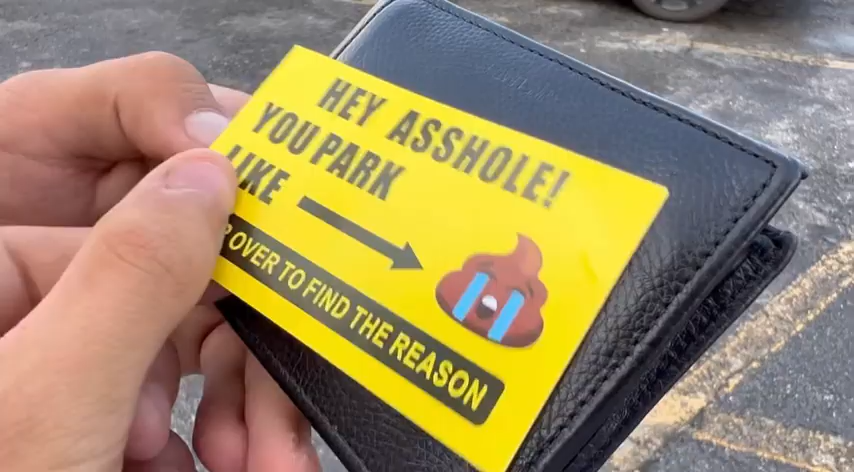 HEY ASSHOLE!
YOU PARK
LIKE
OVER TO FIND THE REASON